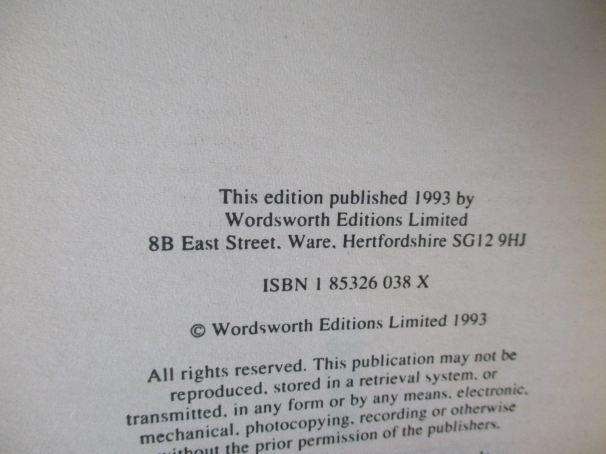 This edition published 1993 by
Wordsworth Editions Limited
8B East Street, Ware, Hertfordshire SG12 9HJ
ISBN 1 85326 038 X
© Wordsworth Editions Limited 1993
All rights reserved. This publication may not be
reproduced, stored in a retrieval system, or
transmitted, in any form or by any means, electronic,
mechanical, photocopying, recording or otherwise
without the prior permission of the publishers.